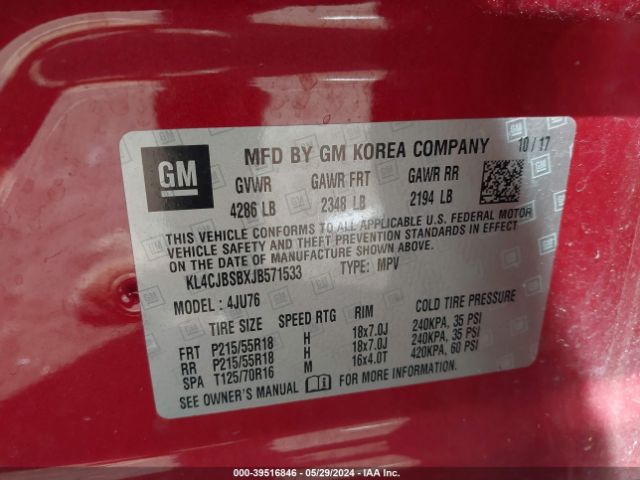 GM
MFD BY GM KOREA COMPANY 10/17
GVWR GAWR FRT GAWR RR
4286 LB 2348 LB 2194 LB
THIS VEHICLE CONFORMS TO ALL APPLICABLE U.S. FEDERAL MOTOR
VEHICLE SAFETY AND THEFT PREVENTION STANDARDS IN EFFECT
ON THE DATE OF MANUFACTURE SHOWN ABOVE.
KL4CJBSBXJB571533 TYPE: MPV
MODEL: 4JU76
TIRE SIZE SPEED RTG RIM COLD TIRE PRESSURE
FRT P215/55R18 H 18x7.0J 240KPA, 35 PSI
RR P215/55R18 H 18x7.0J 240KPA, 35 PSI
SPA T125/70R16 M 16x4.0T 420KPA, 60 PSI
SEE OWNER'S MANUAL FOR MORE INFORMATION.
000-39516846 - 05/29/2024 - IAA Inc.